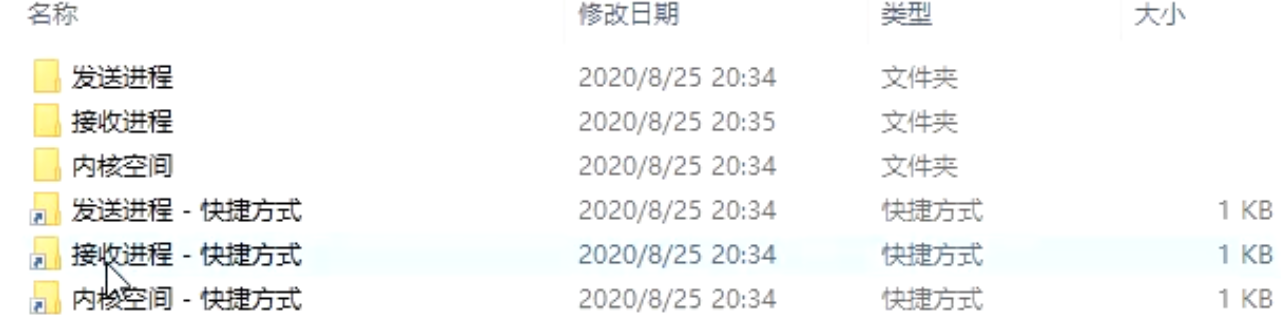 名称 修改日期 类型 大小
发送进程 2020/8/25 20:34 文件夹
接收进程 2020/8/25 20:35 文件夹
内核空间 2020/8/25 20:34 文件夹
发送进程 - 快捷方式 2020/8/25 20:34 快捷方式 1 KB
接收进程 - 快捷方式 2020/8/25 20:34 快捷方式 1 KB
内核空间 - 快捷方式 2020/8/25 20:34 快捷方式 1 KB